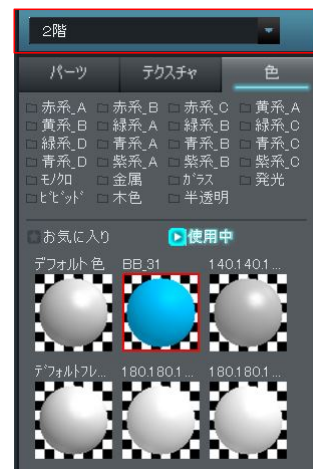 2階
パーツ テクスチャ 色
赤系_A 赤系_B 赤系_C 黄系_A
黄系_B 緑系_A 緑系_B 緑系_C
緑系_D 青系_A 青系_B 青系_C
青系_D 紫系_A 紫系_B 紫系_C
ﾓﾉｸﾛ 金属 ｶﾞﾗｽ 発光
ﾋﾞﾋﾞｯﾄﾞ 木色 半透明
お気に入り 使用中
デフォルト色 BB_31 140.140.1...
デフォルトフレ... 180.180.1... 180.180.1...